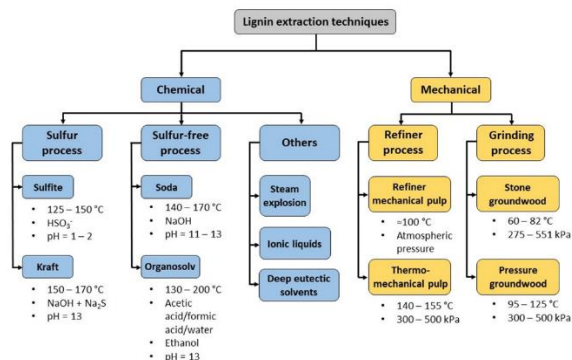 Lignin extraction techniques
Chemical
Mechanical
Sulfur
process
Sulfur-free
process
Others
Refiner
process
Grinding
process
Sulfite
• 125 – 150 °C
• HSO₃⁻
• pH = 1 – 2
Kraft
• 150 – 170 °C
• NaOH + Na₂S
• pH = 13
Soda
• 140 – 170 °C
• NaOH
• pH = 11 – 13
Organosolv
• 130 – 200 °C
• Acetic
acid/formic
acid/water
• Ethanol
• pH = 13
Steam
explosion
Ionic liquids
Deep eutectic
solvents
Refiner
mechanical pulp
• ≈100 °C
• Atmospheric
pressure
Thermo-
mechanical pulp
• 140 – 155 °C
• 300 – 500 kPa
Stone
groundwood
• 60 – 82 °C
• 275 – 551 kPa
Pressure
groundwood
• 95 – 125 °C
• 300 – 500 kPa